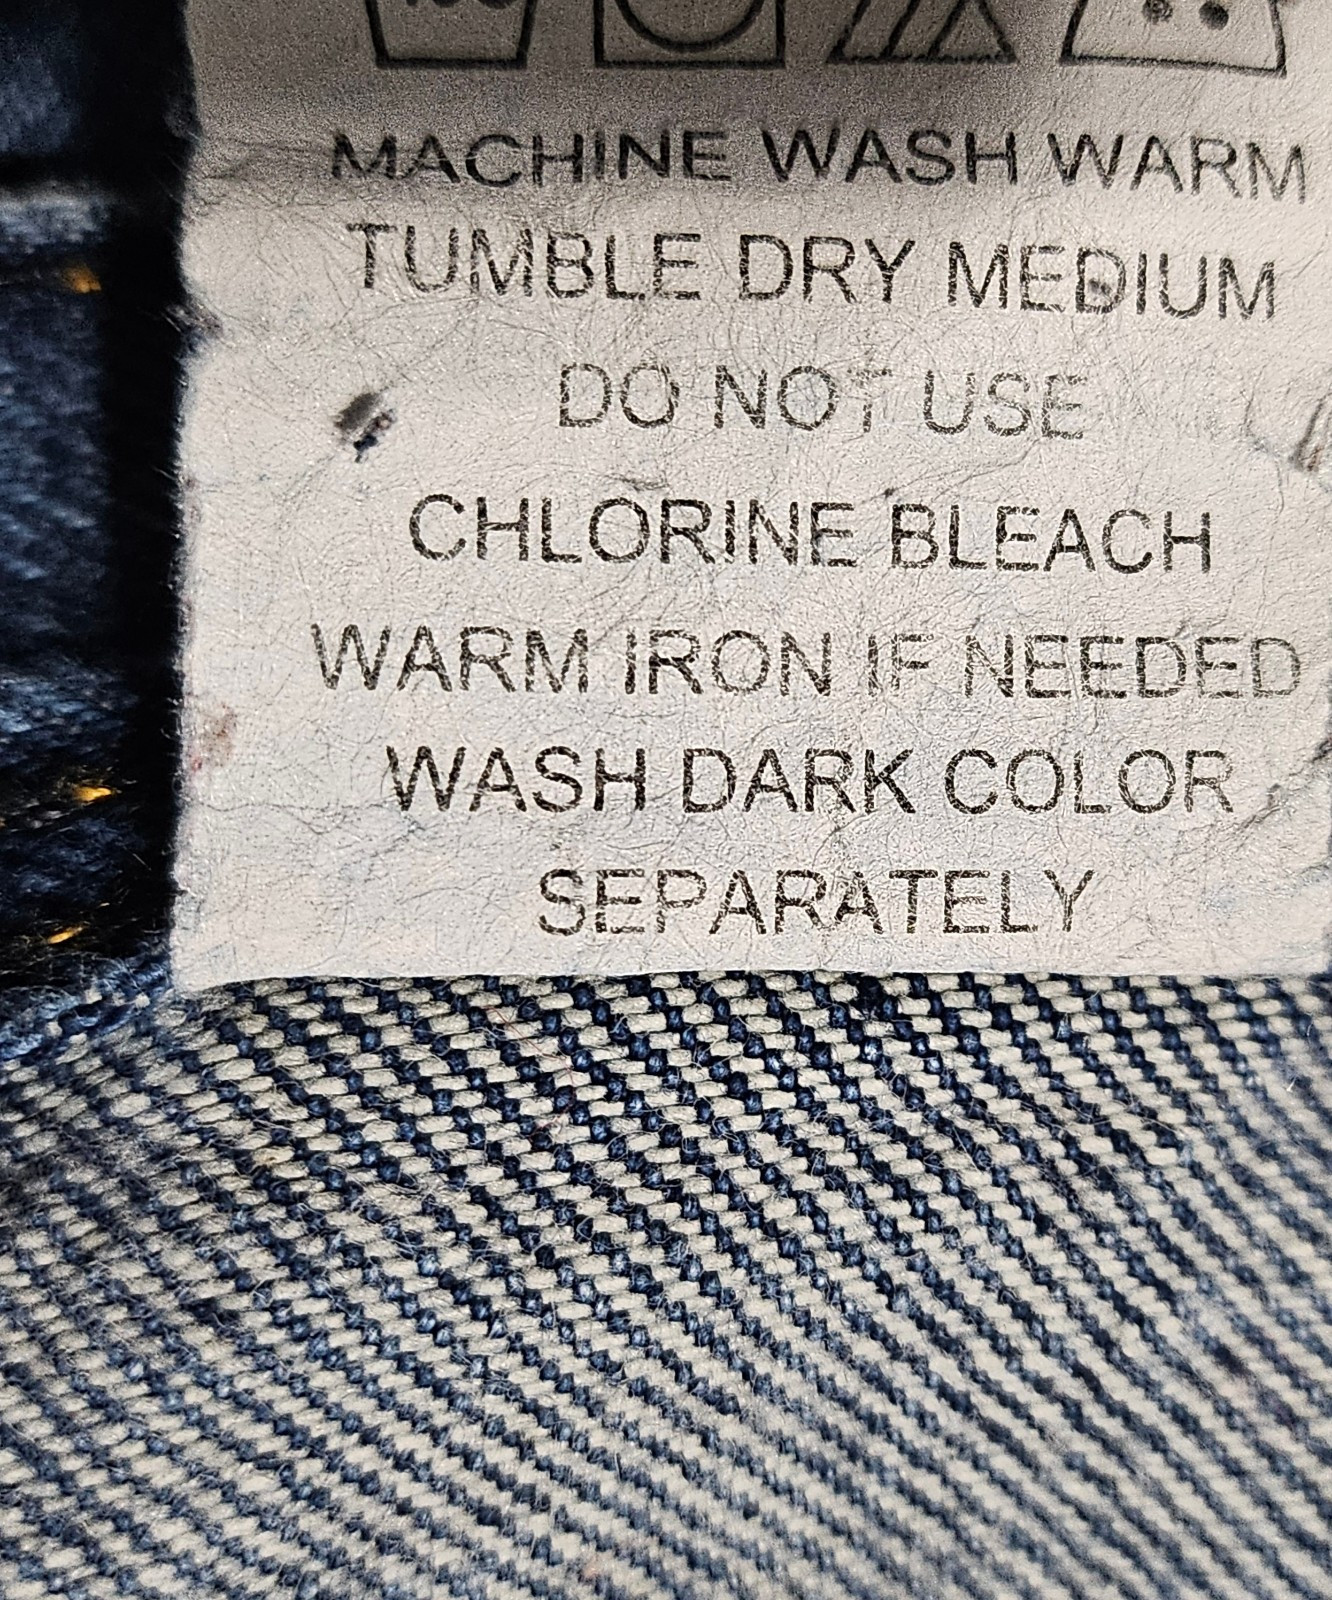 MACHINE WASH WARM
TUMBLE DRY MEDIUM
DO NOT USE
CHLORINE BLEACH
WARM IRON IF NEEDED
WASH DARK COLOR
SEPARATELY